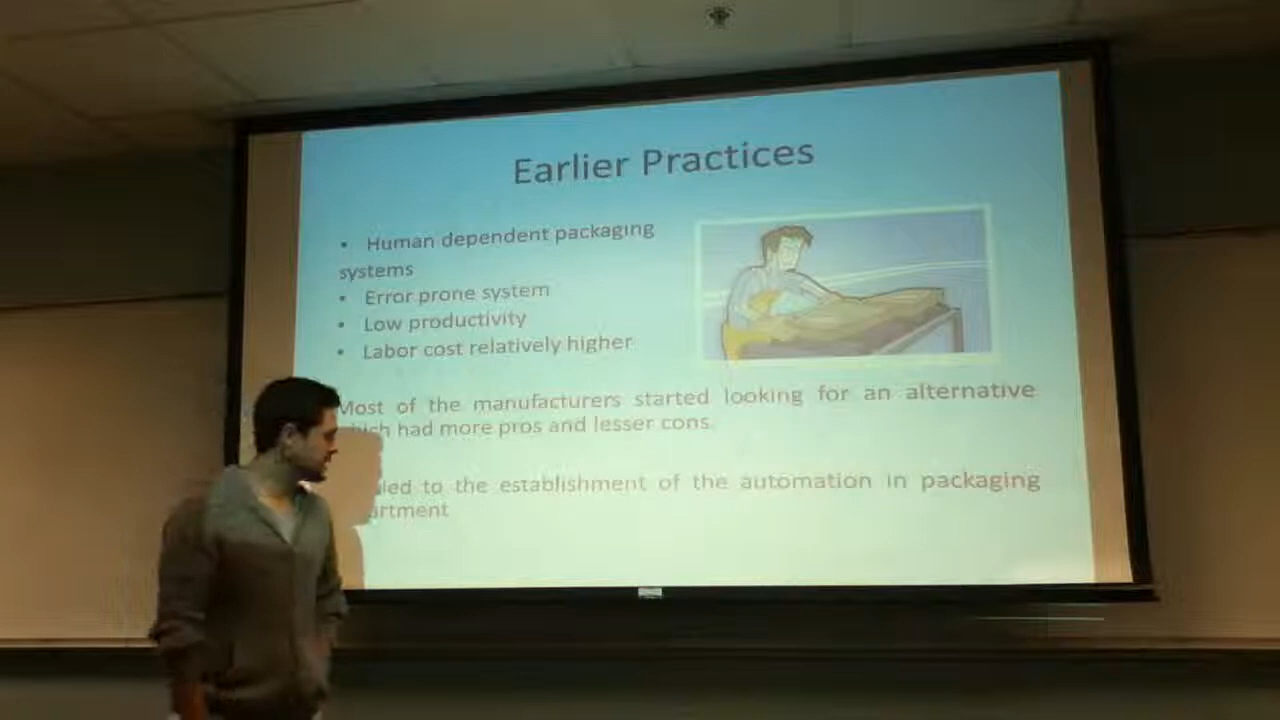 Earlier Practices
• Human dependent packaging
systems
• Error prone system
• Low productivity
• Labor cost relatively higher
Most of the manufacturers started looking for an alternative
had more pros and lesser cons.
led to the establishment of the automation in packaging